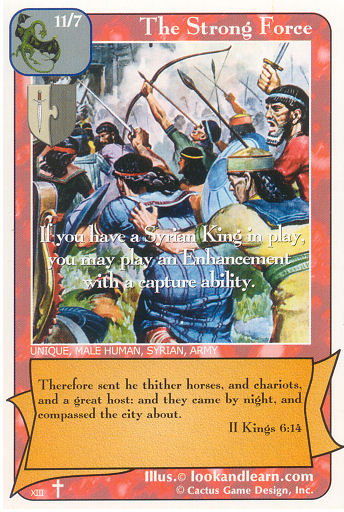 11/7
The Strong Force
If you have a Syrian King in play,
you may play an Enhancement
with a capture ability.
UNIQUE, MALE HUMAN, SYRIAN, ARMY
Therefore sent he thither horses, and chariots,
and a great host: and they came by night, and
compassed the city about.
II Kings 6:14
XIII
Illus.© lookandlearn.com
© Cactus Game Design, Inc.